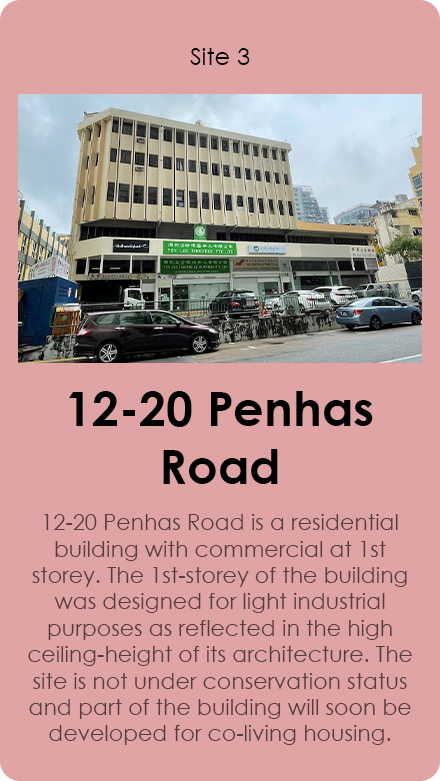 Site 3
12-20 Penhas
Road
12-20 Penhas Road is a residential
building with commercial at 1st
storey. The 1st-storey of the building
was designed for light industrial
purposes as reflected in the high
ceiling-height of its architecture. The
site is not under conservation status
and part of the building will soon be
developed for co-living housing.